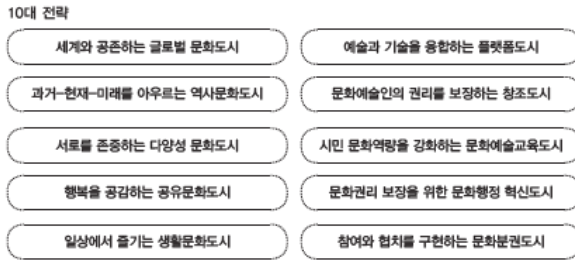 10대 전략
세계와 공존하는 글로벌 문화도시
예술과 기술을 융합하는 플랫폼도시
과거-현재-미래를 아우르는 역사문화도시
문화예술인의 권리를 보장하는 창조도시
서로를 존중하는 다양성 문화도시
시민 문화역량을 강화하는 문화예술교육도시
행복을 공감하는 공유문화도시
문화권리 보장을 위한 문화행정 혁신도시
일상에서 즐기는 생활문화도시
참여와 협치를 구현하는 문화분권도시